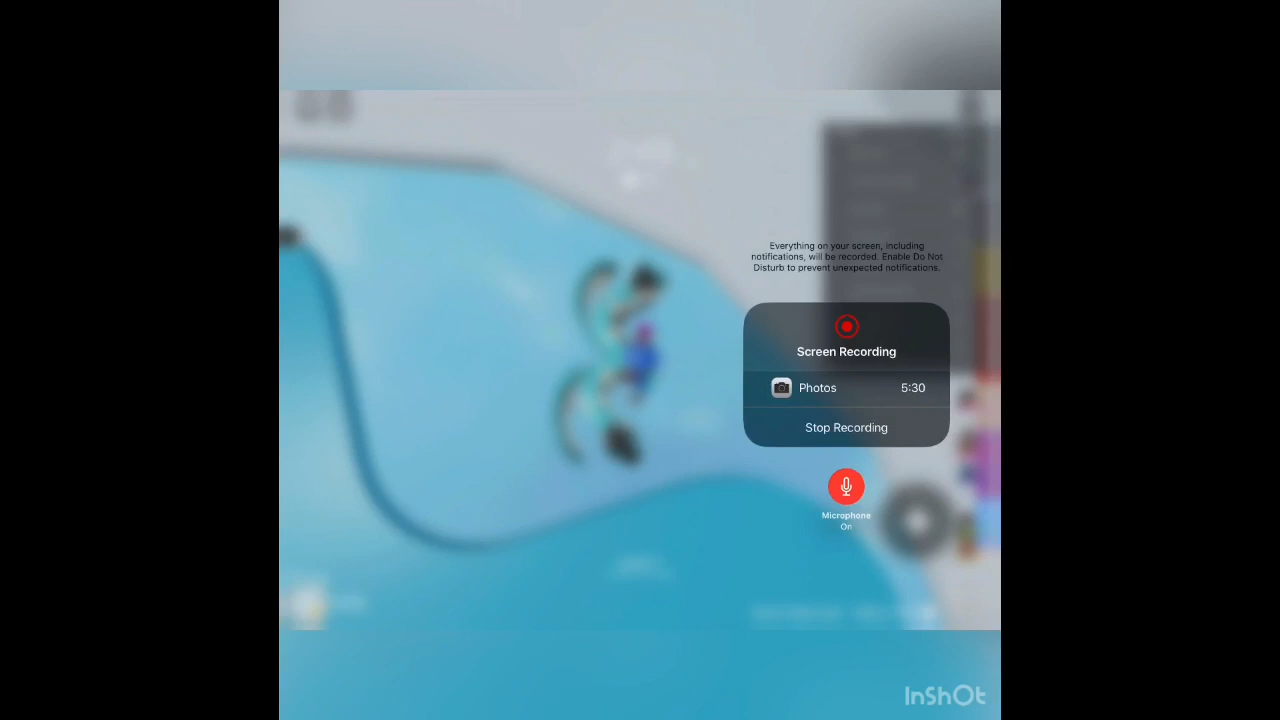 Everything on your screen, including
notifications, will be recorded. Enable Do Not
Disturb to prevent unexpected notifications.
Screen Recording
Photos 5:30
Stop Recording
Microphone
On
InShOt